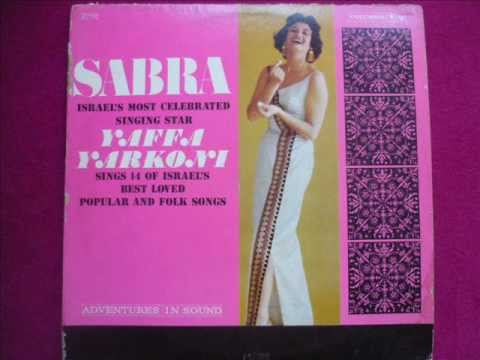 SABRA
ISRAEL'S MOST CELEBRATED
SINGING STAR
YAFFA
YARKONI
SINGS 14 OF ISRAEL'S
BEST LOVED
POPULAR AND FOLK SONGS
ADVENTURES IN SOUND